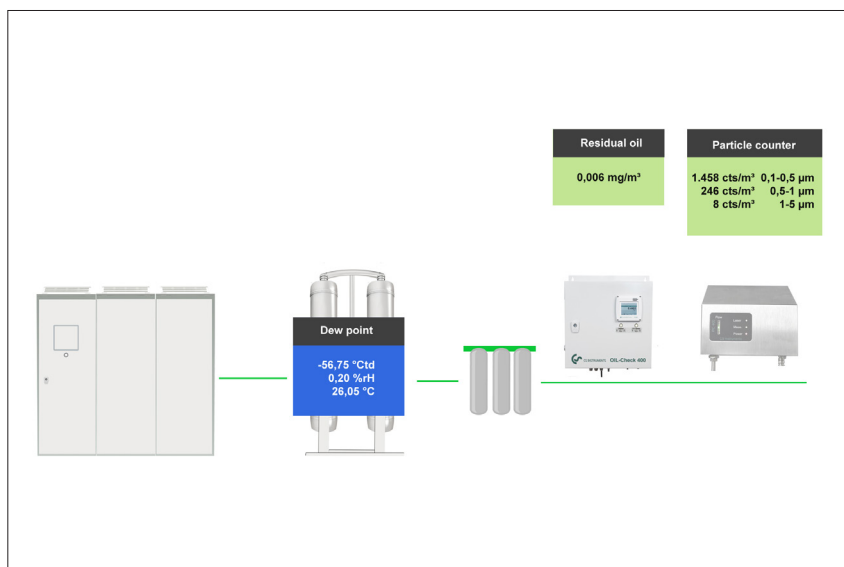 Residual oil
0,006 mg/m³
Particle counter
1.458 cts/m³ 0,1-0,5 µm
246 cts/m³ 0,5-1 µm
8 cts/m³ 1-5 µm
Dew point
-56,75 °Ctd
0,20 %rH
26,05 °C
OIL-Check 400